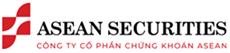 ASEAN SECURITIES
CÔNG TY CỔ PHẦN CHỨNG KHOÁN ASEAN